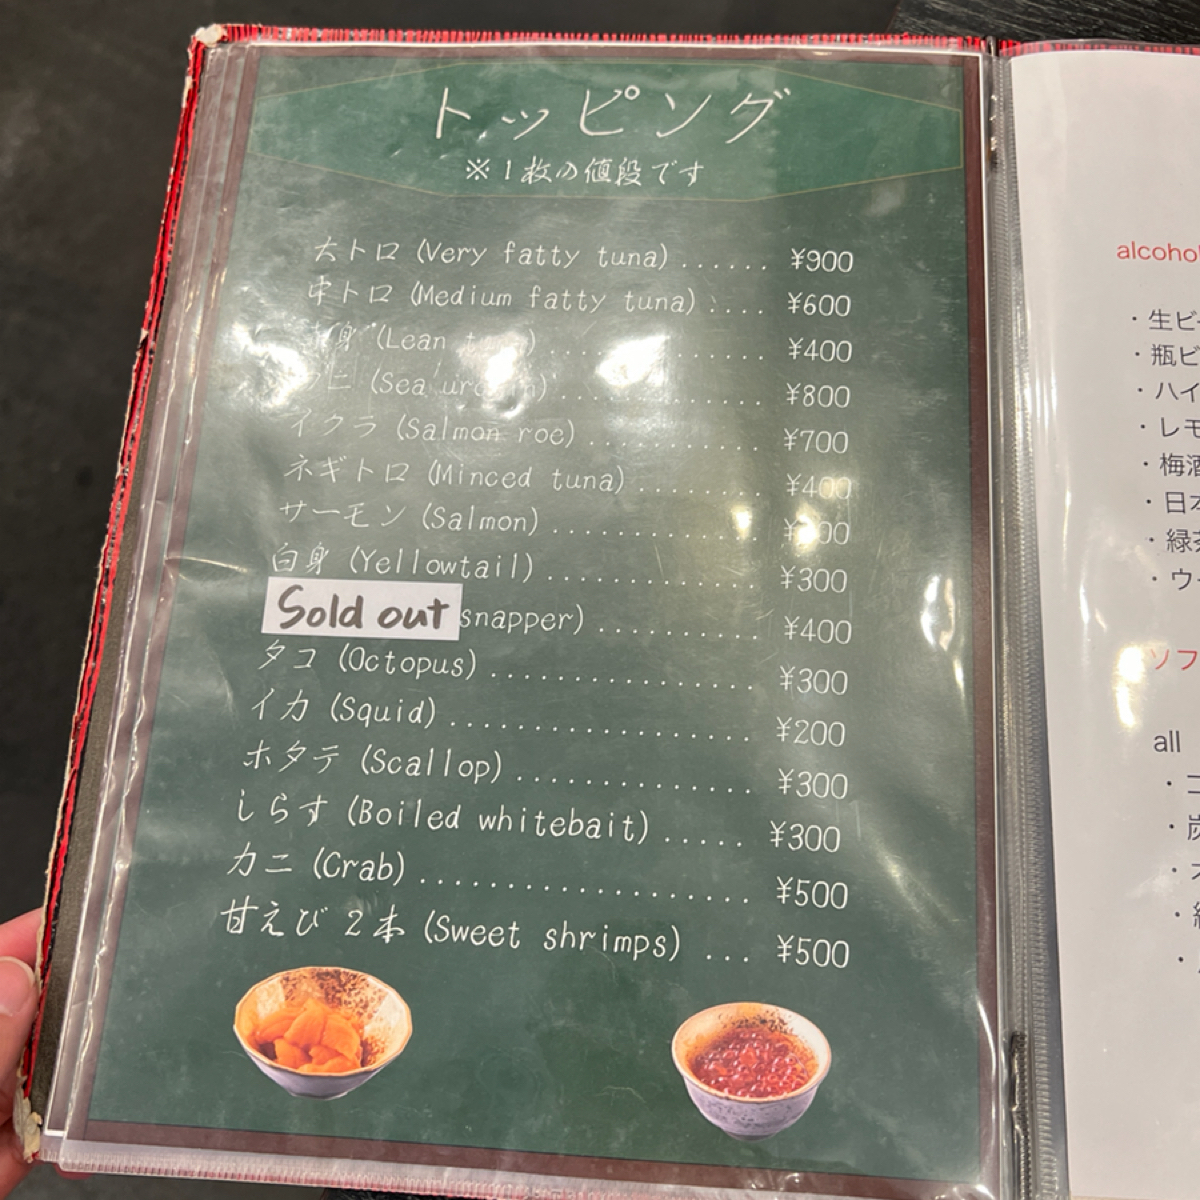 トッピング
※1枚の値段です
大トロ (Very fatty tuna) ...... ¥900
中トロ (Medium fatty tuna) .... ¥600
身 (Lean ............... ¥400
ニ (Sea urchin) ............ ¥800
イクラ (Salmon roe) .......... ¥700
ネギトロ (Minced tuna) ........ ¥400
サーモン (Salmon) ............
白身 (Yellowtail) ............ ¥300
Sold out snapper) .......... ¥400
タコ (Octopus) ................ ¥300
イカ (Squid) .................. ¥200
ホタテ (Scallop) .............. ¥300
しらす (Boiled whitebait) ..... ¥300
カニ (Crab) .................... ¥500
甘えび 2本 (Sweet shrimps) ... ¥500
alcoho
・生ビ
・瓶ビ
・ハイ
・レモ
・梅酒
・日本
・緑茶
・ウ
ソフ
all